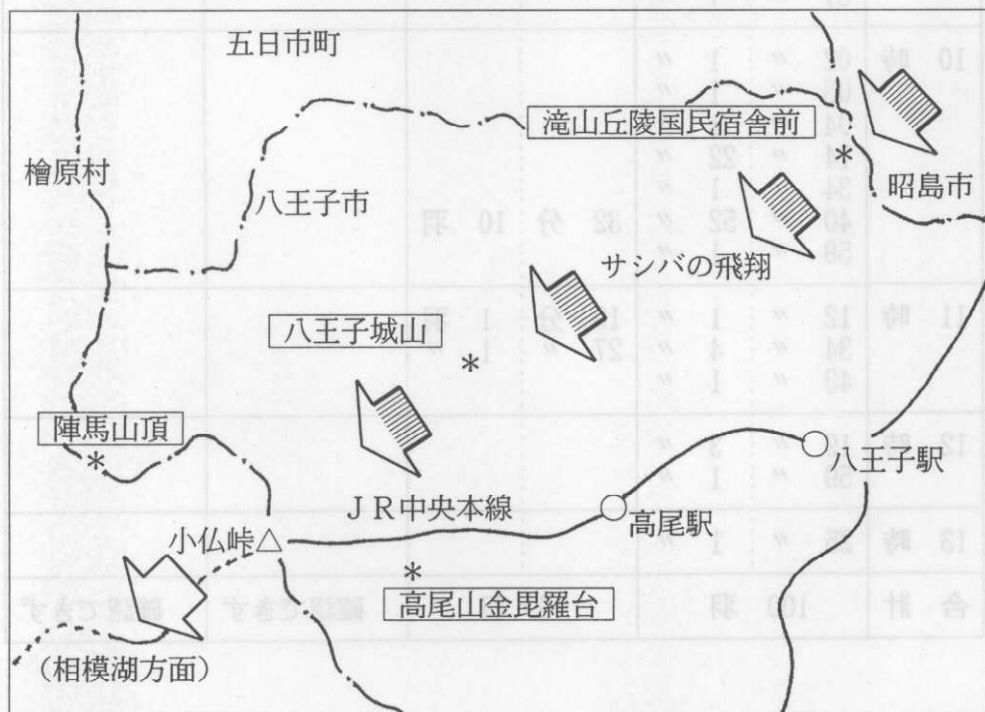 五日市町
滝山丘陵国民宿舎前
檜原村
昭島市
八王子市
サシバの飛翔
八王子城山
陣馬山頂
八王子駅
JR中央本線
高尾駅
小仏峠
高尾山金毘羅台
(相模湖方面)